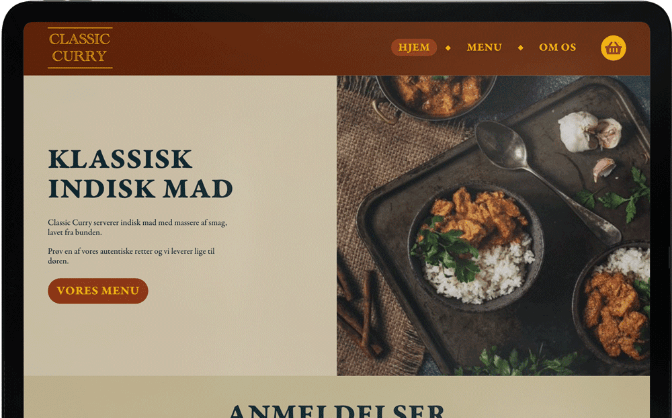 CLASSIC
CURRY
HJEM
MENU
OM OS
KLASSISK
INDISK MAD
Classic Curry serverer indisk mad med massere af smag,
lavet fra bunden.
Prøv en af vores autentiske retter og vi leverer lige til
døren.
VORES MENU
ANMELDELSER